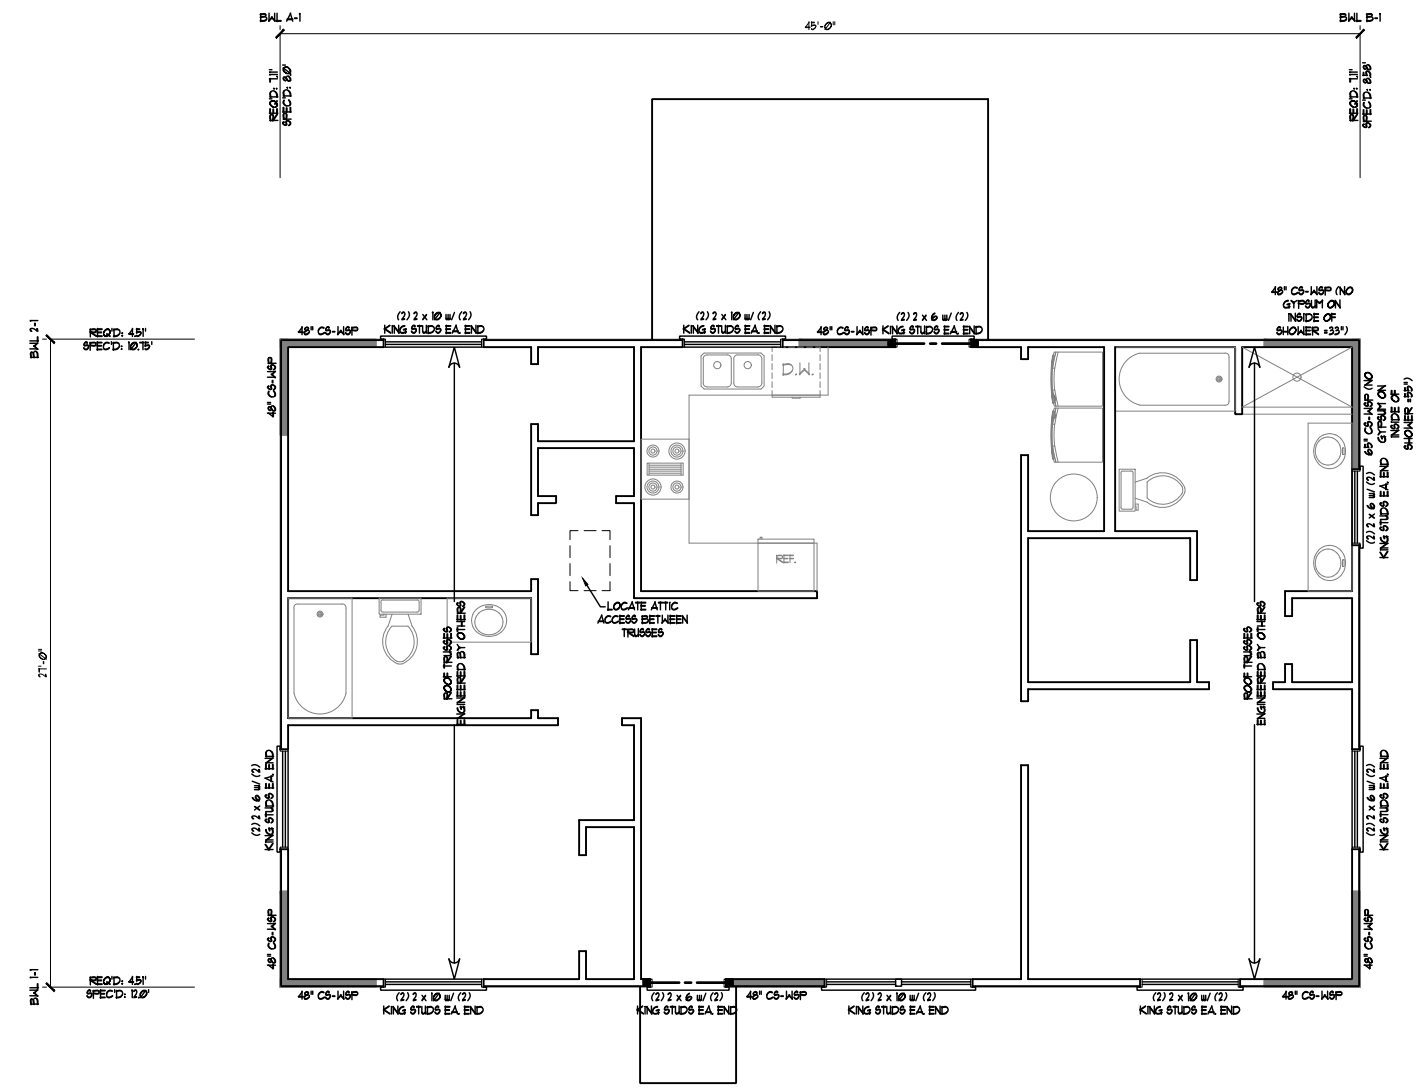 BWL A-1
BWL B-1
45'-0"
REQ'D: 7.11'
SPEC'D: 8.0'
REQ'D: 7.11'
SPEC'D: 8.58'
48" CS-WSP (NO
GYPSUM ON
INSIDE OF
SHOWER =33")
BWL 2-1
REQ'D: 4.51'
SPEC'D: 10.75'
48" CS-WSP
(2) 2 x 10 w/ (2)
KING STUDS EA. END
(2) 2 x 10 w/ (2)
KING STUDS EA. END
48" CS-WSP
(2) 2 x 6 w/ (2)
KING STUDS EA. END
48" CS-WSP
D.W.
65" CS-WSP (NO
GYPSUM ON
INSIDE OF
SHOWER =55")
(2) 2 x 6 w/ (2)
KING STUDS EA. END
REF.
LOCATE ATTIC
ACCESS BETWEEN
TRUSSES
27'-0"
ROOF TRUSSES
ENGINEERED BY OTHERS
ROOF TRUSSES
ENGINEERED BY OTHERS
(2) 2 x 6 w/ (2)
KING STUDS EA. END
(2) 2 x 6 w/ (2)
KING STUDS EA. END
48" CS-WSP
48" CS-WSP
BWL 1-1
REQ'D: 4.51'
SPEC'D: 12.0'
48" CS-WSP
(2) 2 x 10 w/ (2)
KING STUDS EA. END
(2) 2 x 6 w/ (2)
KING STUDS EA. END
48" CS-WSP
(2) 2 x 10 w/ (2)
KING STUDS EA. END
(2) 2 x 10 w/ (2)
KING STUDS EA. END
48" CS-WSP